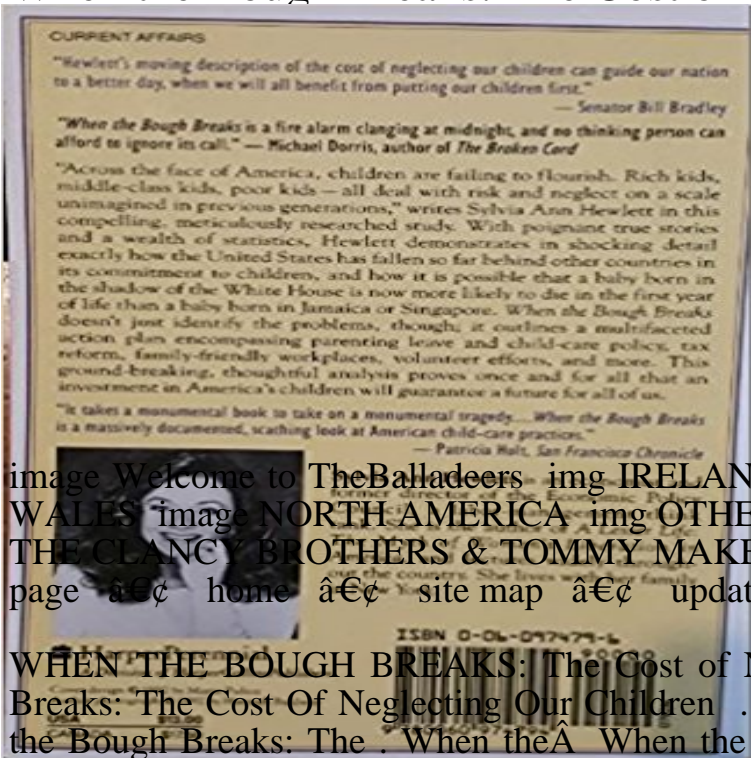 CURRENT AFFAIRS
"Hewlett's moving description of the cost of neglecting our children can guide our nation
to a better day, when we will all benefit from putting our children first."
— Senator Bill Bradley
"When the Bough Breaks is a fire alarm clanging at midnight, and no thinking person can
afford to ignore its call." — Michael Dorris, author of The Broken Cord
"Across the face of America, children are failing to flourish. Rich kids,
middle-class kids, poor kids — all deal with risk and neglect on a scale
unimagined in previous generations," writes Sylvia Ann Hewlett in this
compelling, meticulously researched study. With poignant true stories
and a wealth of statistics, Hewlett demonstrates in shocking detail
exactly how the United States has fallen so far behind other countries in
its commitment to children, and how it is possible that a baby born in
the shadow of the White House is now more likely to die in the first year
of life than a baby born in Jamaica or Singapore. When the Bough Breaks
doesn't just identify the problems, though; it outlines a multifaceted
action plan encompassing parenting leave and child-care policy, tax
reform, family-friendly workplaces, volunteer efforts, and more. This
ground-breaking, thoughtful analysis proves once and for all that an
investment in America's children will guarantee a future for all of us.
"It takes a monumental book to take on a monumental tragedy....When the Bough Breaks
is a massively documented, scathing look at American child-care practices."
— Patricia Holt, San Francisco Chronicle
image Welcome to TheBalladeers img IRELAN
former director of the Economic Policy
WALES image NORTH AMERICA img OTHE
THE CLANCY BROTHERS & TOMMY MAKE
the country. She lives family
page â€¢ home â€¢ site map â€¢ updat
ISBN 0-06-097479-6
WHEN THE BOUGH BREAKS: The Cost of N
Breaks: The Cost Of Neglecting Our Children .
USA $13.00
the Bough Breaks: The . When theÂ When the